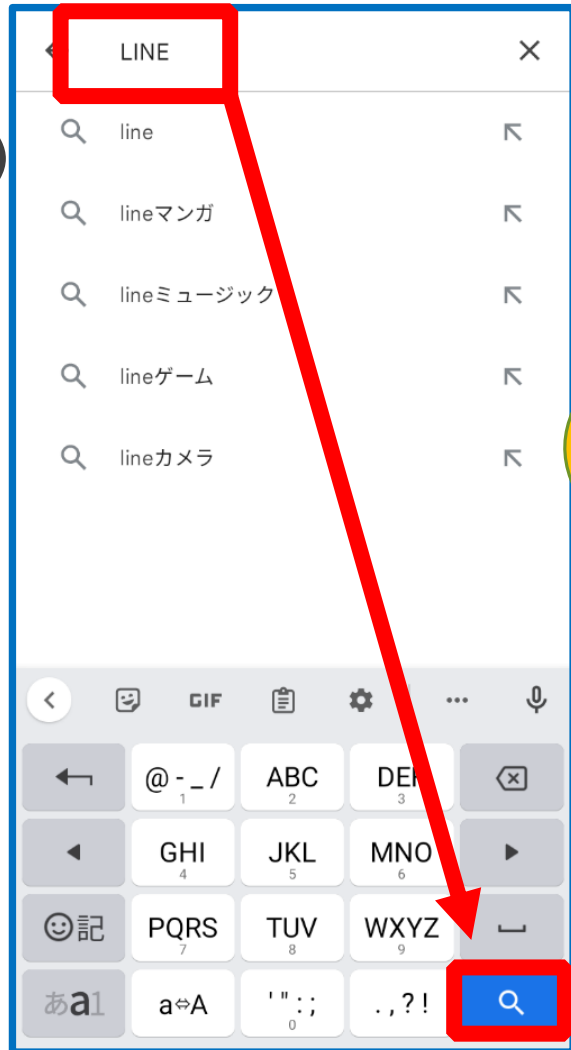 LINE
line
lineマンガ
lineミュージック
lineゲーム
lineカメラ
GIF
@-_/ ABC DEF
1 2 3
GHI JKL MNO
4 5 6
記 PQRS TUV WXYZ
7 8 9
あa1 a⇔A '":; .,?!
0